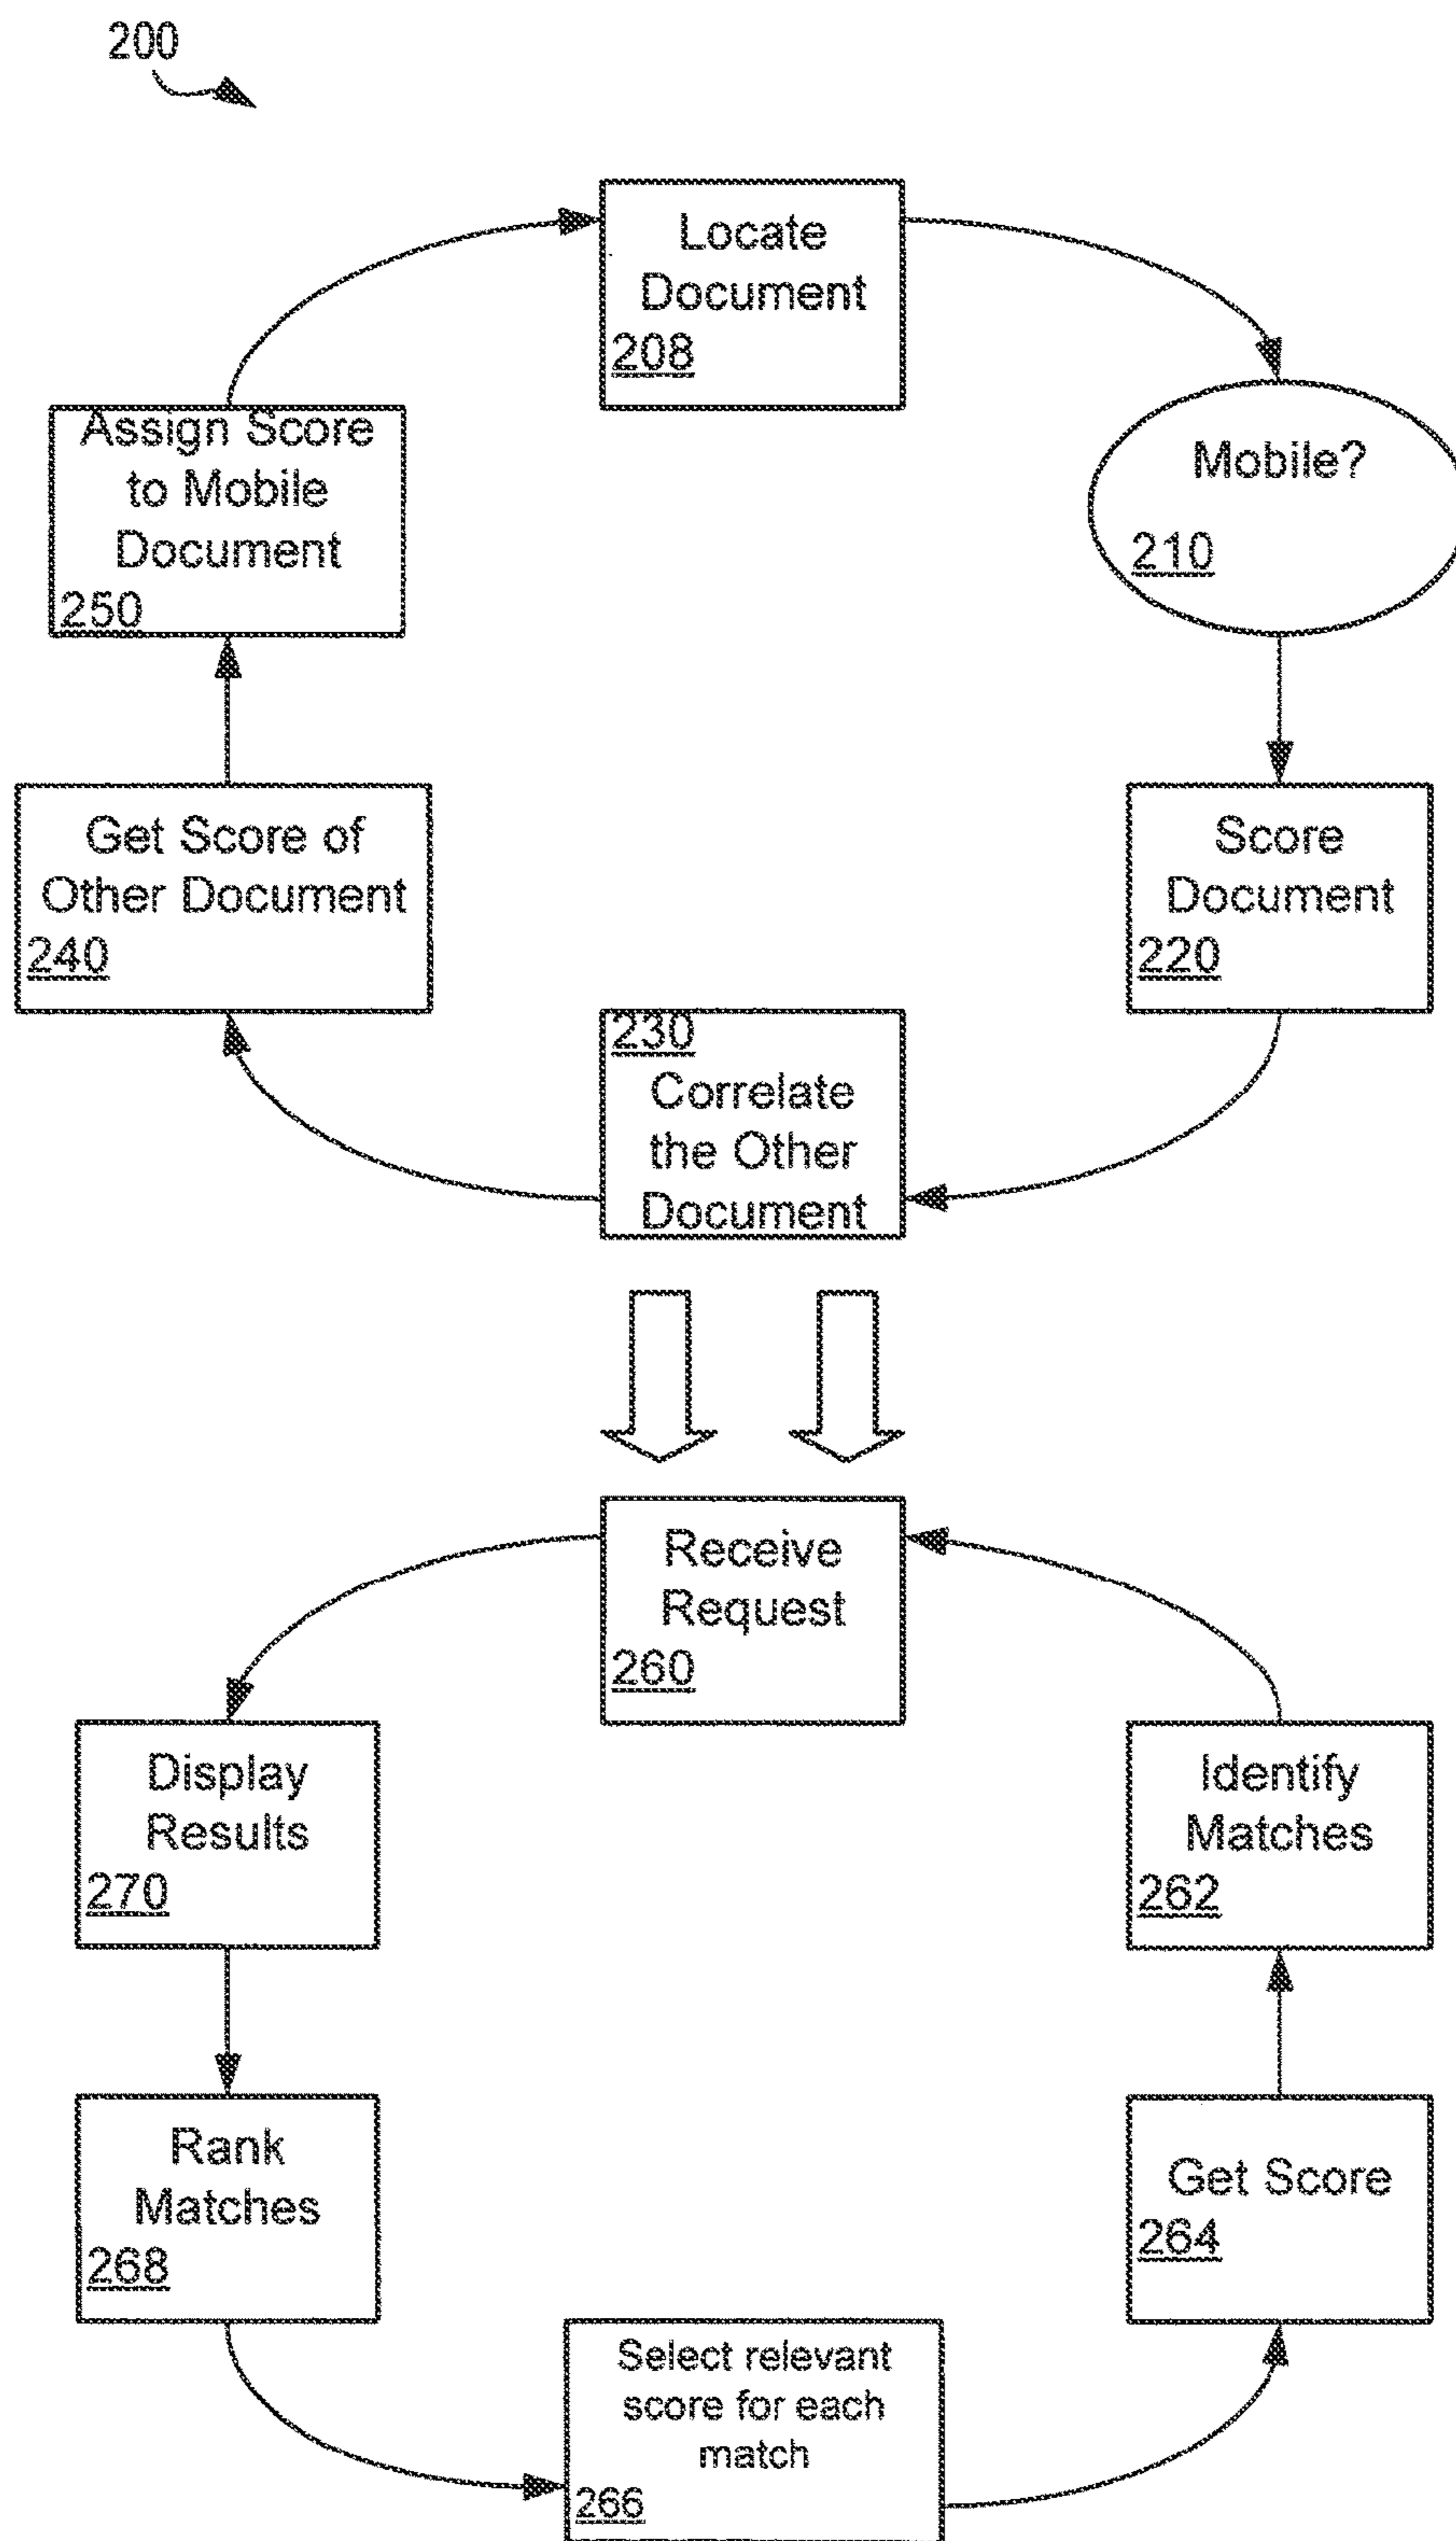 200
Locate
Document
208
Mobile?
210
Assign Score
to Mobile
Document
250
Get Score of
Other Document
240
Score
Document
220
230
Correlate
the Other
Document
Receive
Request
260
Display
Results
270
Identify
Matches
262
Rank
Matches
268
Get Score
264
Select relevant
score for each
match
266